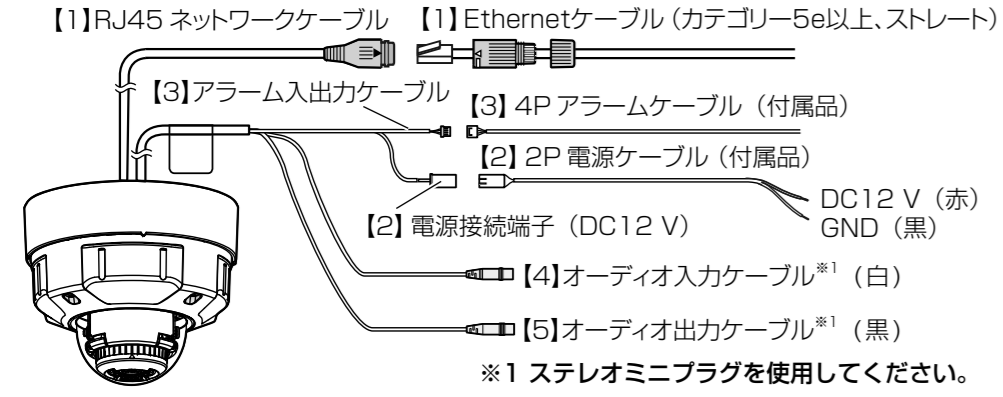 【1】RJ45 ネットワークケーブル
【1】Ethernetケーブル（カテゴリー5e以上、ストレート）
【3】アラーム入出力ケーブル
【3】4P アラームケーブル（付属品）
【2】2P 電源ケーブル（付属品）
DC12 V（赤）
GND（黒）
【2】電源接続端子（DC12 V）
【4】オーディオ入力ケーブル※1（白）
【5】オーディオ出力ケーブル※1（黒）
※1 ステレオミニプラグを使用してください。